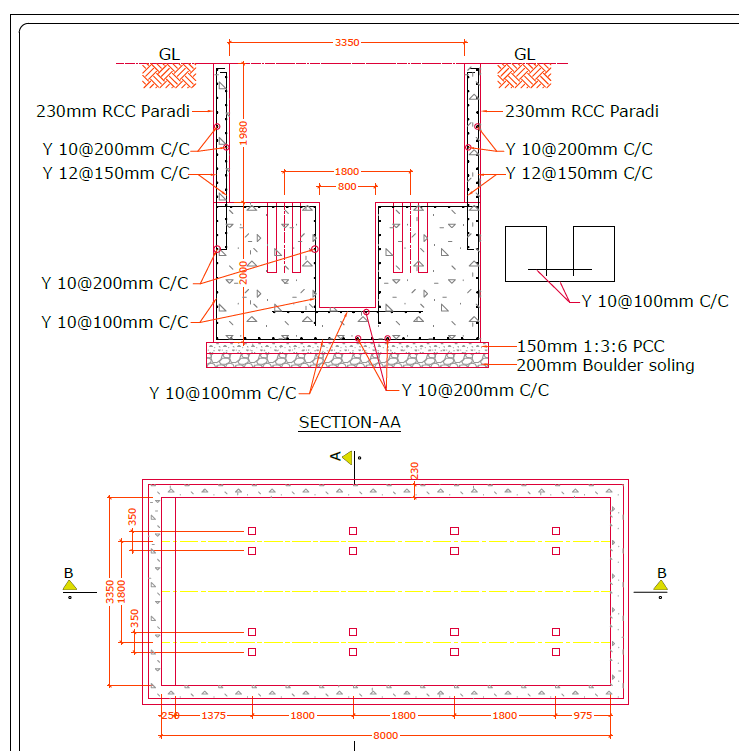 3350
GL
GL
230mm RCC Paradi
230mm RCC Paradi
1980
Y 10@200mm C/C
Y 10@200mm C/C
Y 12@150mm C/C
1800
Y 12@150mm C/C
800
2000
Y 10@200mm C/C
Y 10@100mm C/C
Y 10@100mm C/C
150mm 1:3:6 PCC
200mm Boulder soling
Y 10@100mm C/C
Y 10@200mm C/C
SECTION-AA
A
230
350
B
B
3350
1800
350
250
1375
1800
1800
1800
975
8000